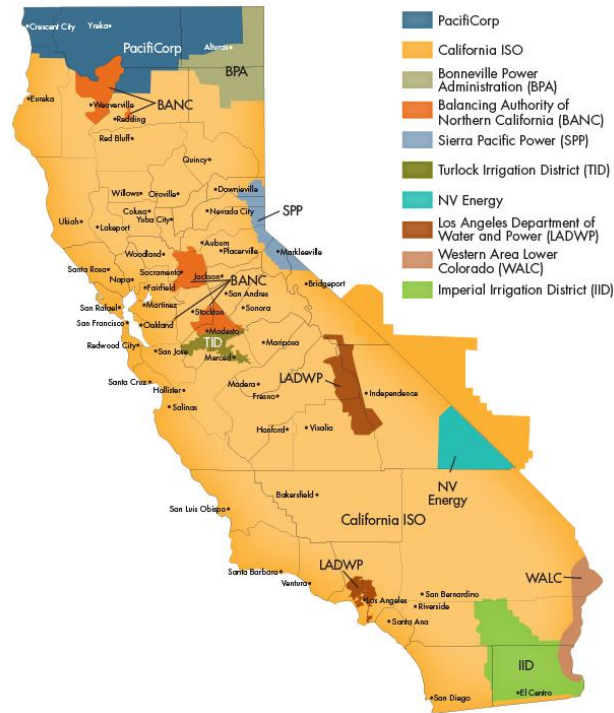 Crescent City
Yreka
PacifiCorp
Alturas
BPA
Eureka
Weaverville
BANC
Redding
Red Bluff
Quincy
Downieville
Willows
Oroville
Nevada City
SPP
Colusa
Yuba City
Ukiah
Lakeport
Auburn
Placerville
Markleeville
Woodland
Santa Rosa
Sacramento
Jackson
BANC
Napa
Fairfield
San Andres
Bridgeport
San Rafael
Martinez
Stockton
Sonora
San Francisco
Oakland
Modesto
Redwood City
TID
Mariposa
San Jose
Merced
LADWP
Santa Cruz
Madera
Independence
Hollister
Fresno
Salinas
Hanford
Visalia
NV
Energy
Bakersfield
San Luis Obispo
California ISO
LADWP
WALC
Santa Barbara
Ventura
Los Angeles
San Bernardino
Riverside
Santa Ana
IID
San Diego
El Centro
PacifiCorp
California ISO
Bonneville Power
Administration (BPA)
Balancing Authority of
Northern California (BANC)
Sierra Pacific Power (SPP)
Turlock Irrigation District (TID)
NV Energy
Los Angeles Department of
Water and Power (LADWP)
Western Area Lower
Colorado (WALC)
Imperial Irrigation District (IID)